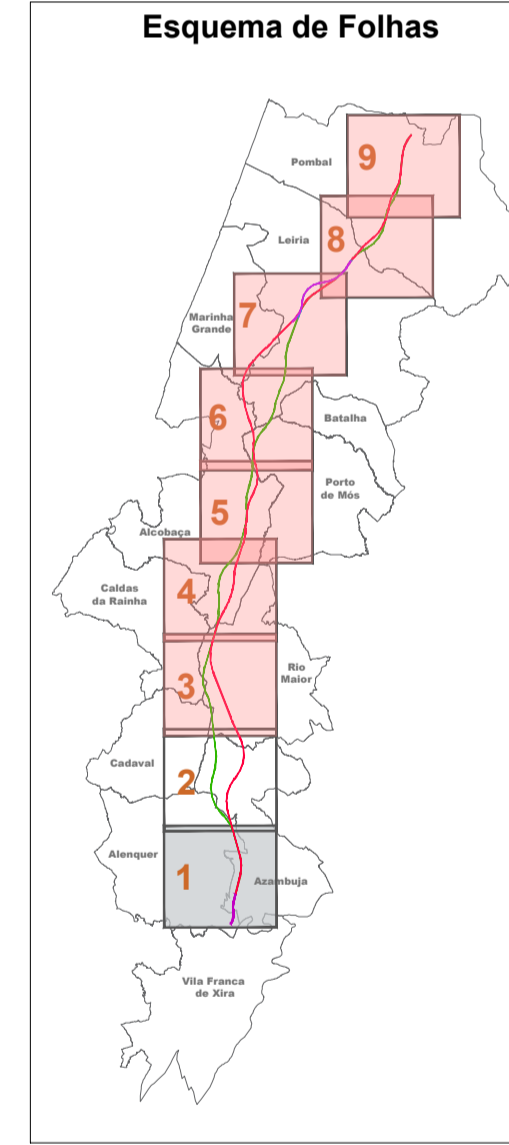 Esquema de Folhas
Pombal
9
Leiria
8
Marinha
Grande
7
6
Batalha
Porto
de Mós
5
Alcobaça
Caldas
da Rainha
4
Rio
Maior
3
Cadaval
2
Alenquer
1
Azambuja
Vila Franca
de Xira